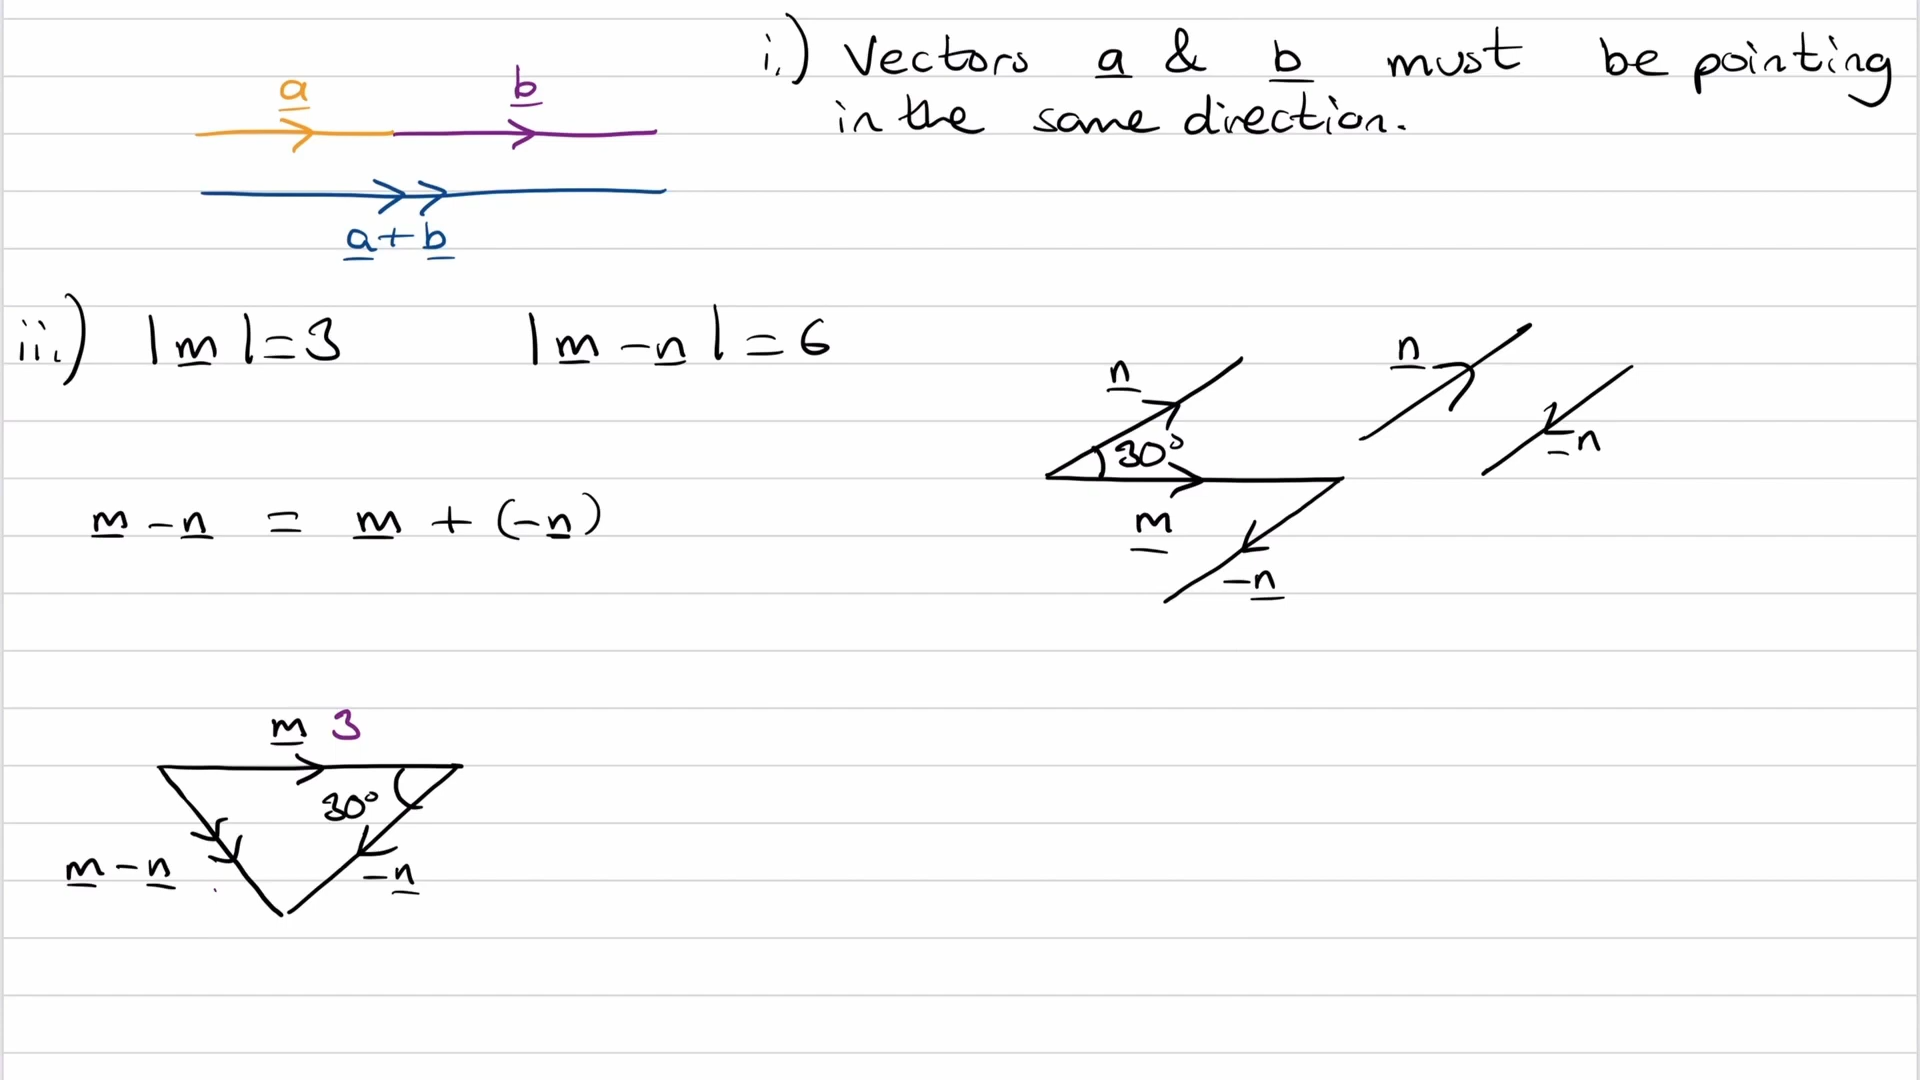 a b
a+b
i.) Vectors a & b must be pointing
in the same direction.
ii.) |m|=3 |m-n|=6
m-n = m + (-n)
n
30°
m
-n
n
-n
m 3
30°
m-n
-n